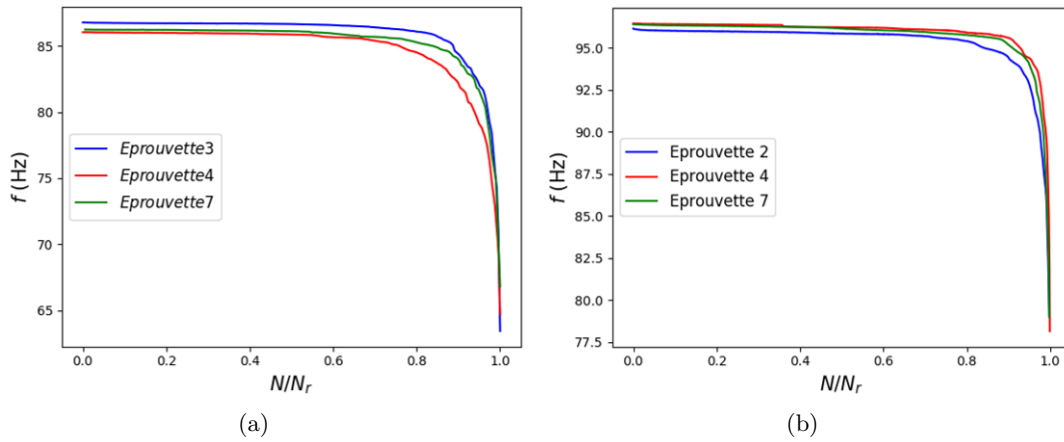 f (Hz)
85
80
75
70
65
Eprouvette3
Eprouvette4
Eprouvette7
0.0 0.2 0.4 0.6 0.8 1.0
N/Nr
(a)
f (Hz)
95.0
92.5
90.0
87.5
95.0
82.5
80.0
77.5
Eprouvette 2
Eprouvette 4
Eprouvette 7
0.0 0.2 0.4 0.6 0.8 1.0
N/Nr
(b)